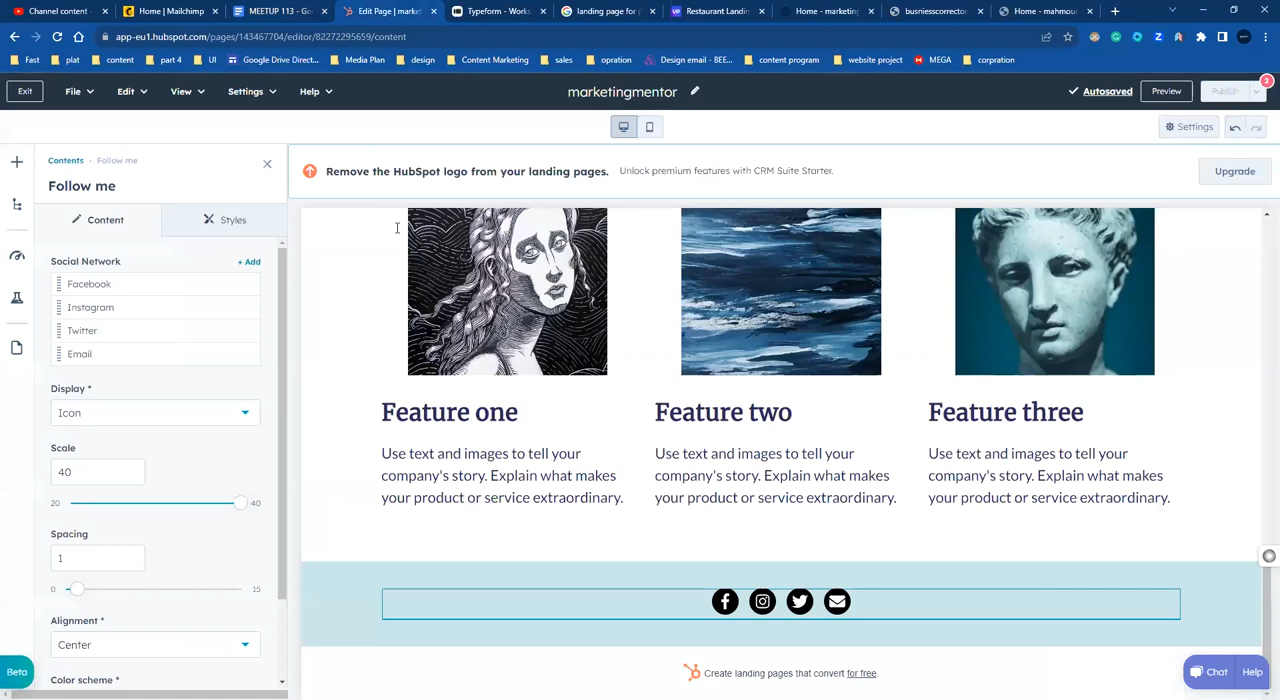 Channel content
Home | Mailchimp
MEETUP 113 - Go
Edit Page | market
Typeform - Works
landing page for
Restaurant Landin
Home - marketing
busniesscorrecto
Home - mahmou
app-eu1.hubspot.com/pages/143467704/editor/82272295659/content
Fast plat content part 4 UI Google Drive Direct... Media Plan design Content Marketing sales opration Design email - BEE... content program website project MEGA corpration
Exit File Edit View Settings Help marketingmentor Autosaved Preview Publish 2
Settings
Contents Follow me
Follow me
Remove the HubSpot logo from your landing pages. Unlock premium features with CRM Suite Starter. Upgrade
Content Styles
Social Network + Add
Facebook
Instagram
Twitter
Email
Display *
Icon
Scale
40
20 40
Spacing
1
0 15
Alignment *
Center
Color scheme *
Beta
Feature one
Use text and images to tell your
company's story. Explain what makes
your product or service extraordinary.
Feature two
Use text and images to tell your
company's story. Explain what makes
your product or service extraordinary.
Feature three
Use text and images to tell your
company's story. Explain what makes
your product or service extraordinary.
Create landing pages that convert for free.
Chat Help